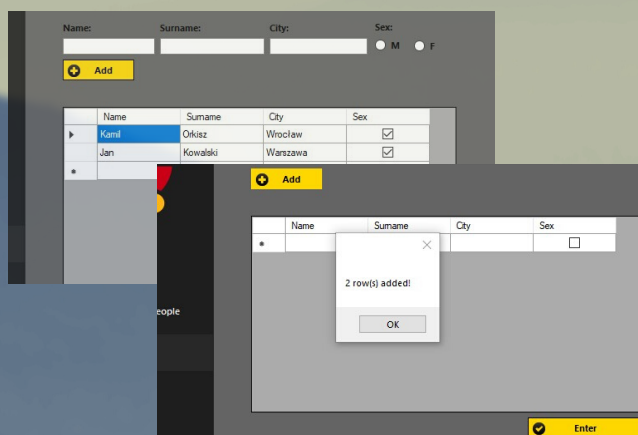 Name: Surname: City: Sex:
M F
Add
Name Surname City Sex
Kamil Orkisz Wrocław
Jan Kowalski Warszawa
Add
Name Surname City Sex
2 row(s) added!
OK
eople
Enter